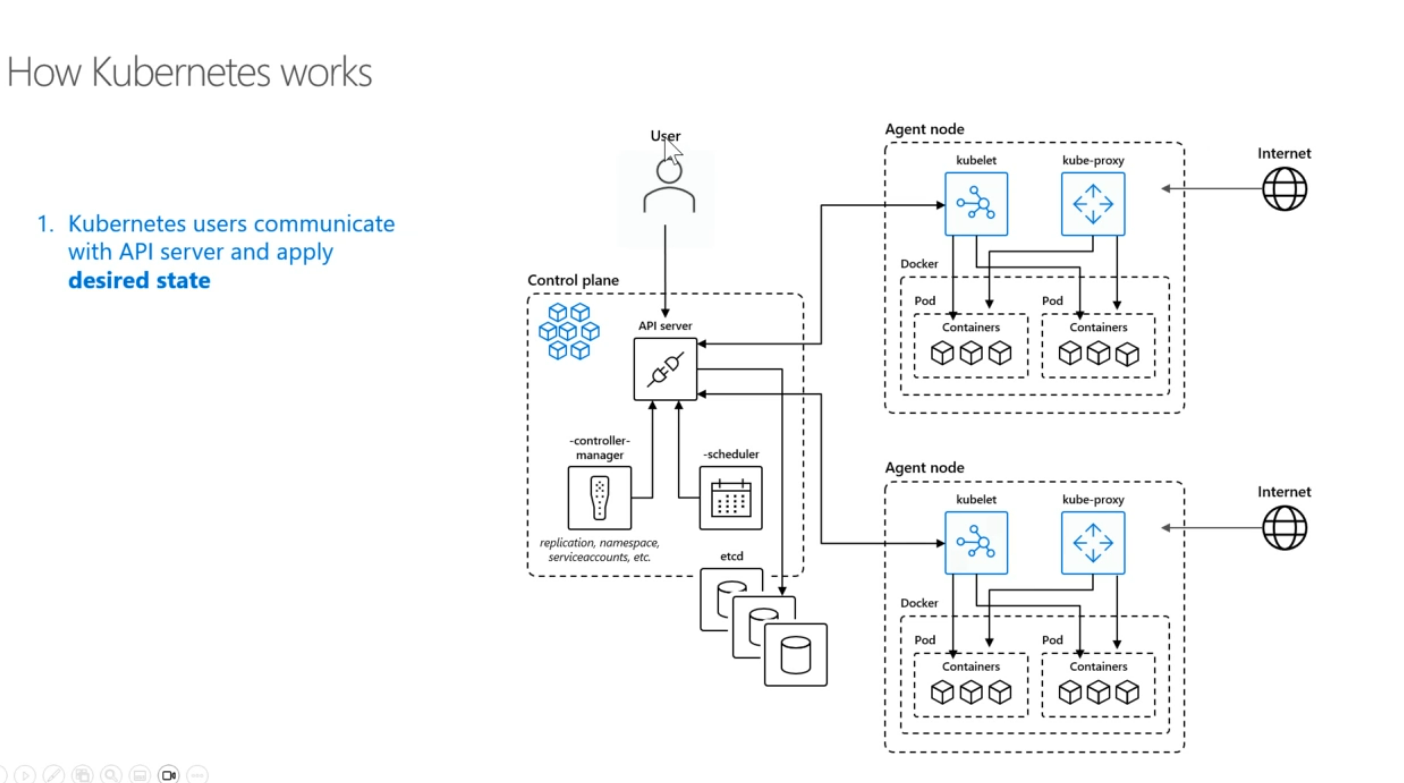 How Kubernetes works
1. Kubernetes users communicate
with API server and apply
desired state
User
Control plane
API server
-controller-
manager
-scheduler
replication, namespace,
serviceaccounts, etc.
etcd
Agent node
kubelet
kube-proxy
Internet
Docker
Pod
Pod
Containers
Containers
Agent node
kubelet
kube-proxy
Internet
Docker
Pod
Pod
Containers
Containers